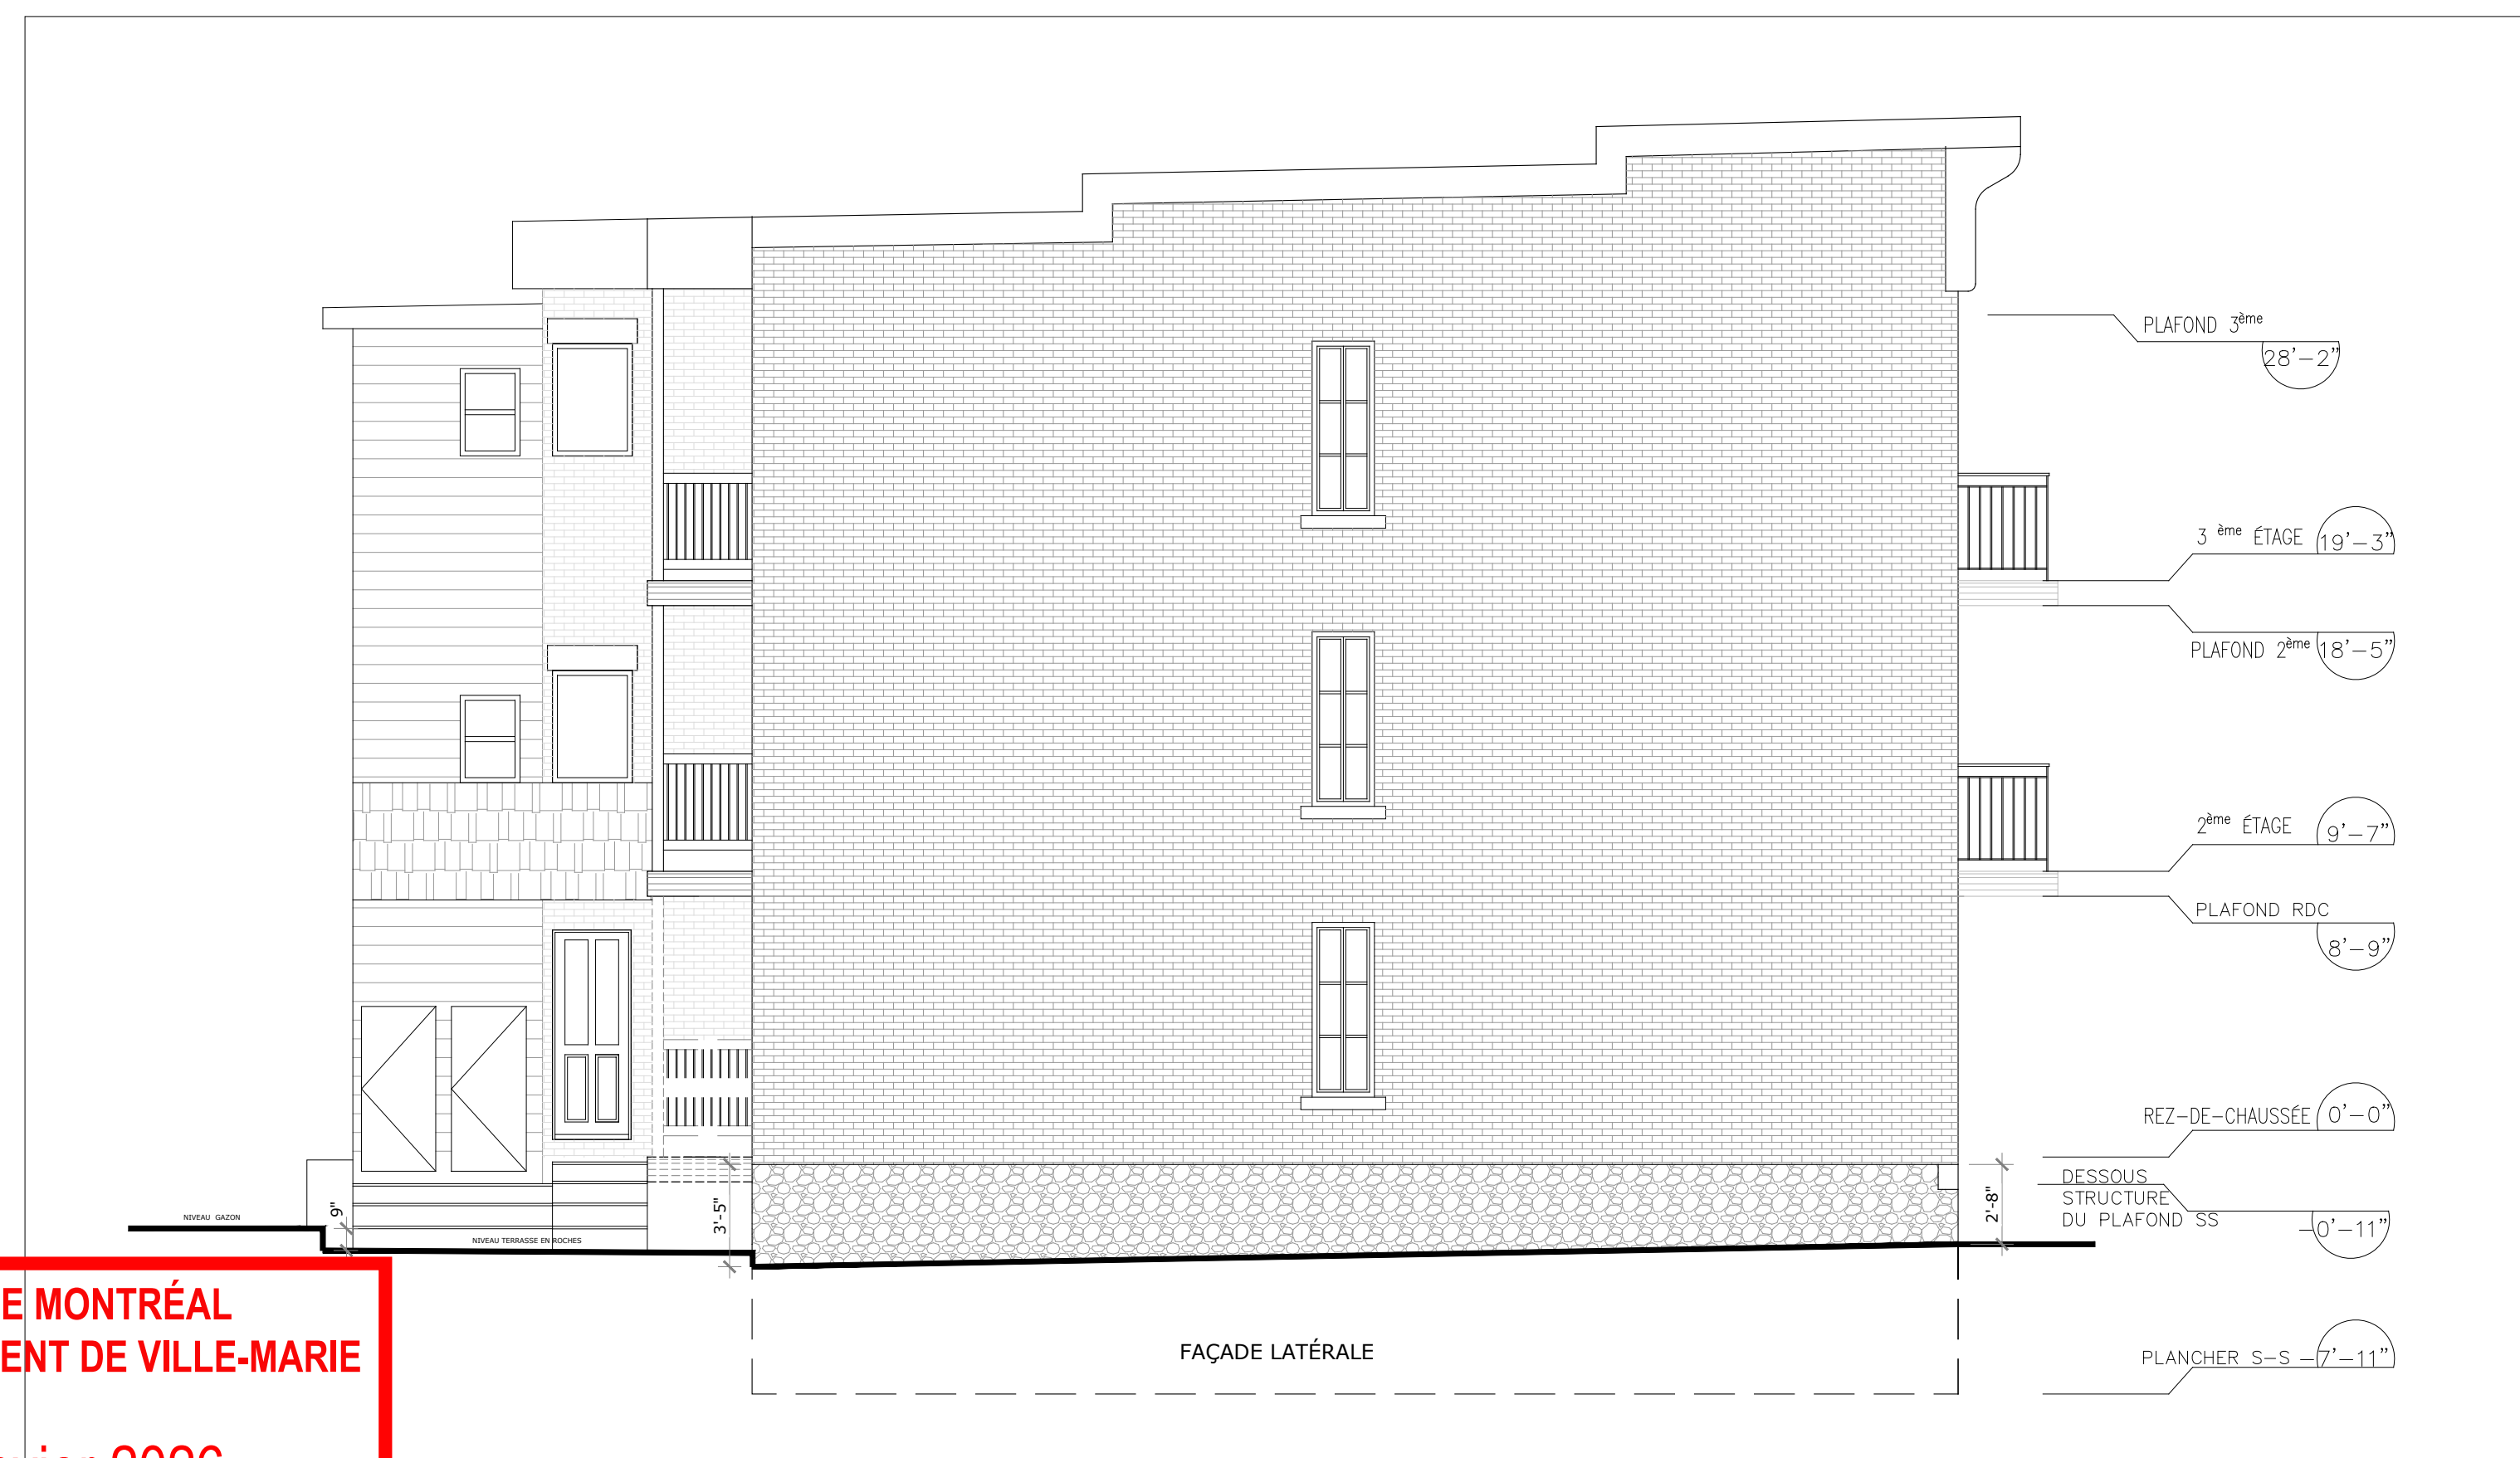 PLAFOND 3ème
28'-2"
3 ème ÉTAGE 19'-3"
PLAFOND 2ème 18'-5"
2ème ÉTAGE 9'-7"
PLAFOND RDC
8'-9"
REZ-DE-CHAUSSÉE 0'-0"
DESSOUS
STRUCTURE
DU PLAFOND SS
-0'-11"
PLANCHER S-S -7'-11"
NIVEAU GAZON
9"
NIVEAU TERRASSE EN ROCHES
3'-5"
2'-8"
FAÇADE LATÉRALE
E MONTRÉAL
ENT DE VILLE-MARIE